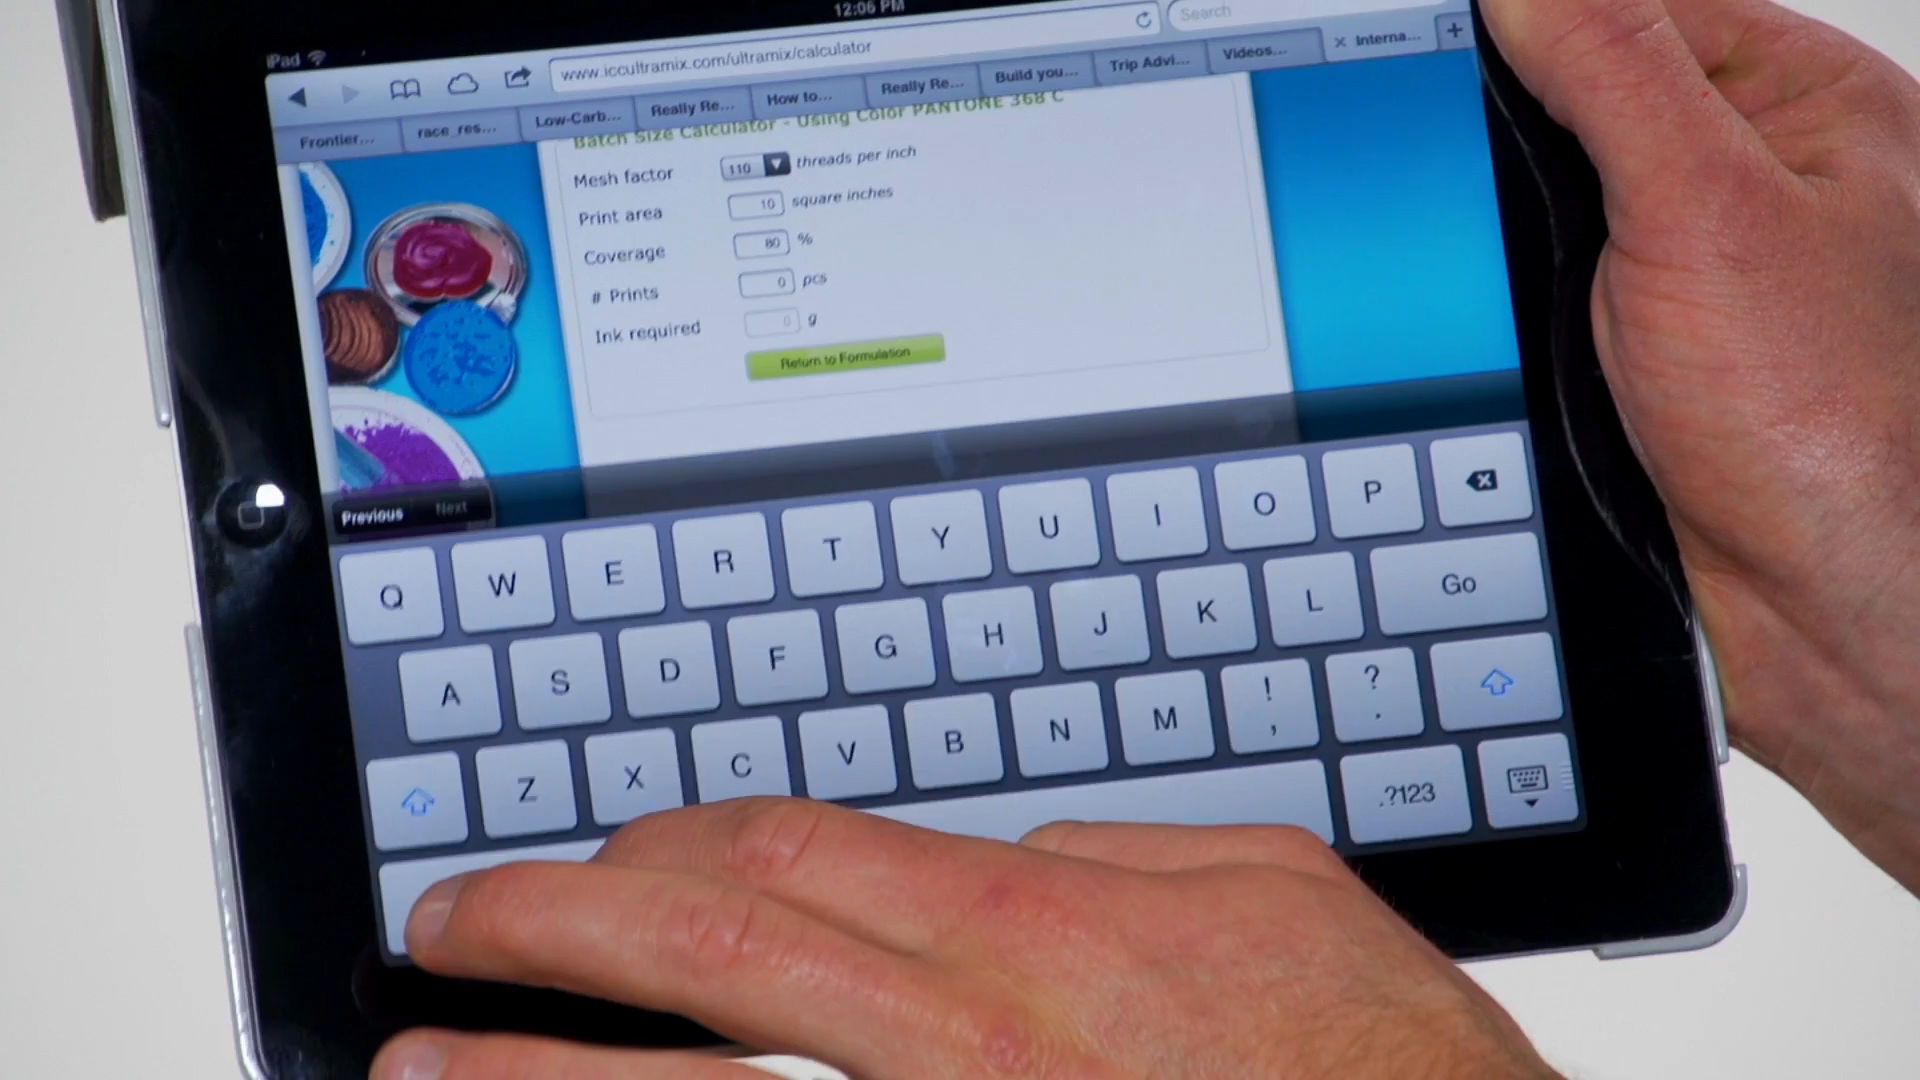 12:06 PM
iPad
www.iccultramix.com/ultramix/calculator
Search
Frontier...
race_res...
Low-Carb...
Really Re...
How to...
Really Re...
Build you...
Trip Advi...
Videos...
Interna...
Batch Size Calculator - Using Color PANTONE 368 C
Mesh factor 110 threads per inch
Print area 10 square inches
Coverage 80 %
# Prints 0 pcs
Ink required 0 g
Return to Formulation
Previous Next
Q W E R T Y U I O P
A S D F G H J K L Go
Z X C V B N M ! , ? .
.?123